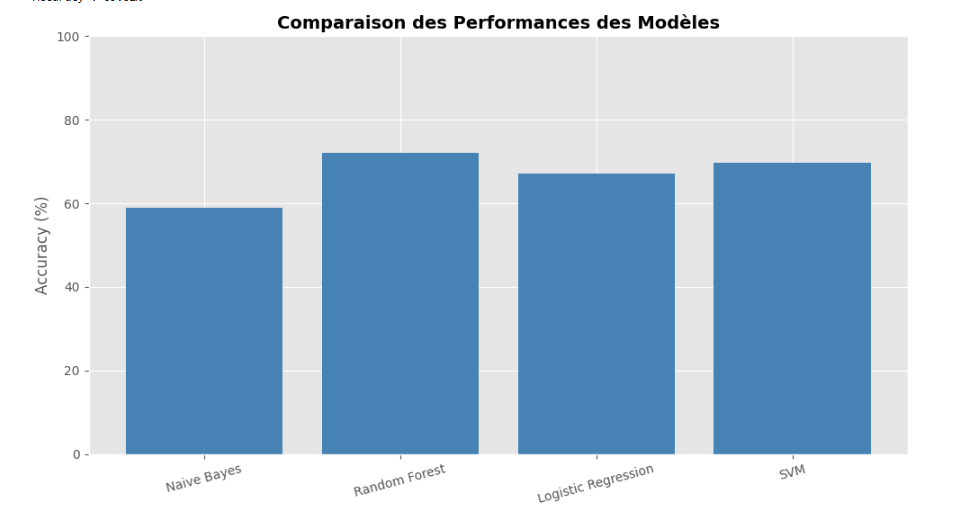 Comparaison des Performances des Modèles
100
80
60
40
20
0
Accuracy (%)
Naive Bayes
Random Forest
Logistic Regression
SVM